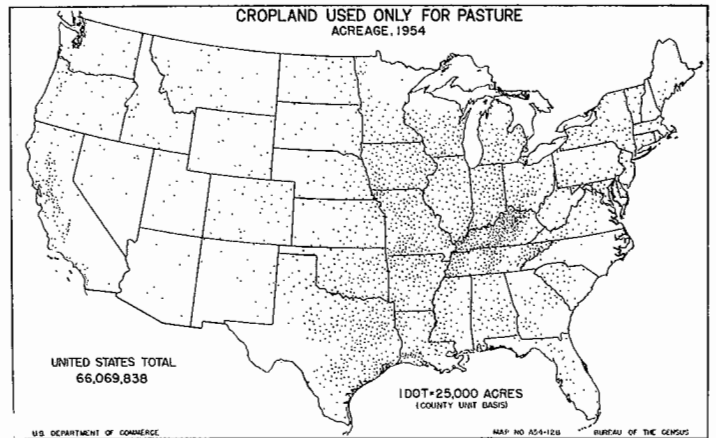 CROPLAND USED ONLY FOR PASTURE
ACREAGE, 1954
UNITED STATES TOTAL
66,069,838
1 DOT=25,000 ACRES
(COUNTY UNIT BASIS)
U.S. DEPARTMENT OF COMMERCE
MAP NO A54-128 BUREAU OF THE CENSUS